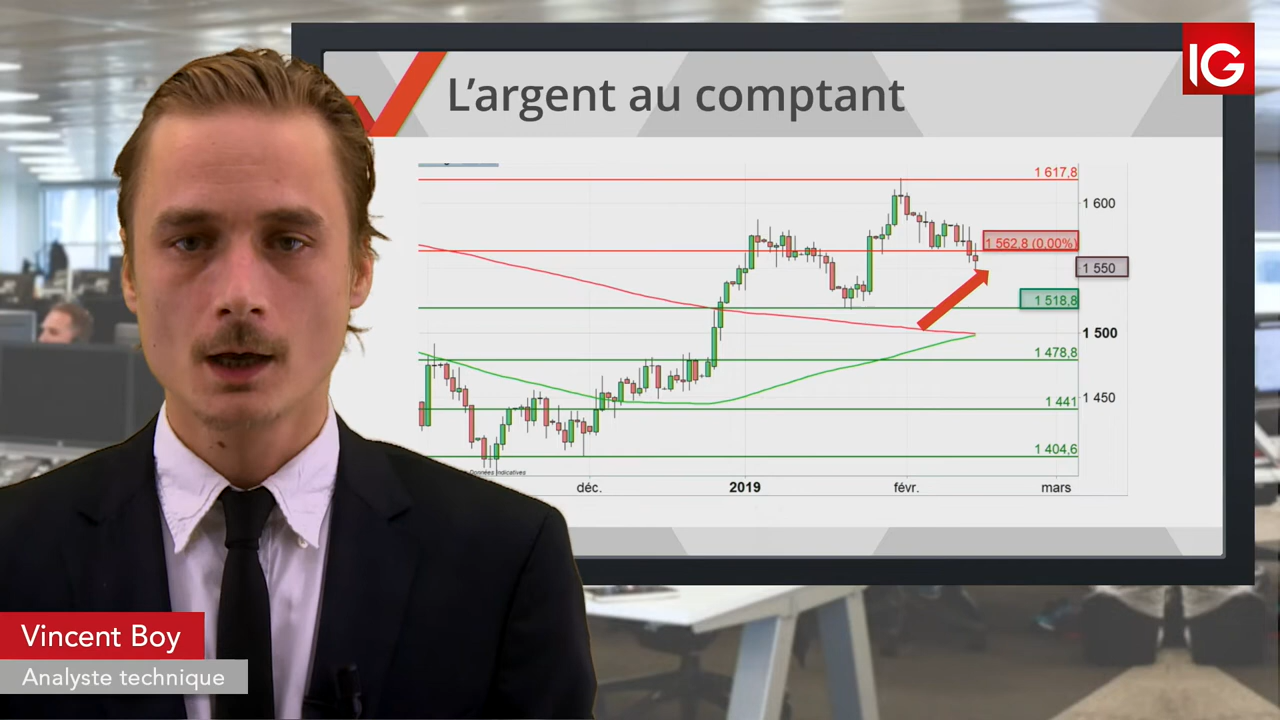 IG
L'argent au comptant
1 617,8
1 600
1 562,8 (0,00%)
1 550
1 518,8
1 500
1 478,8
1 450
1 441
1 404,6
Données indicatives
déc.
2019
févr.
mars
Vincent Boy
Analyste technique